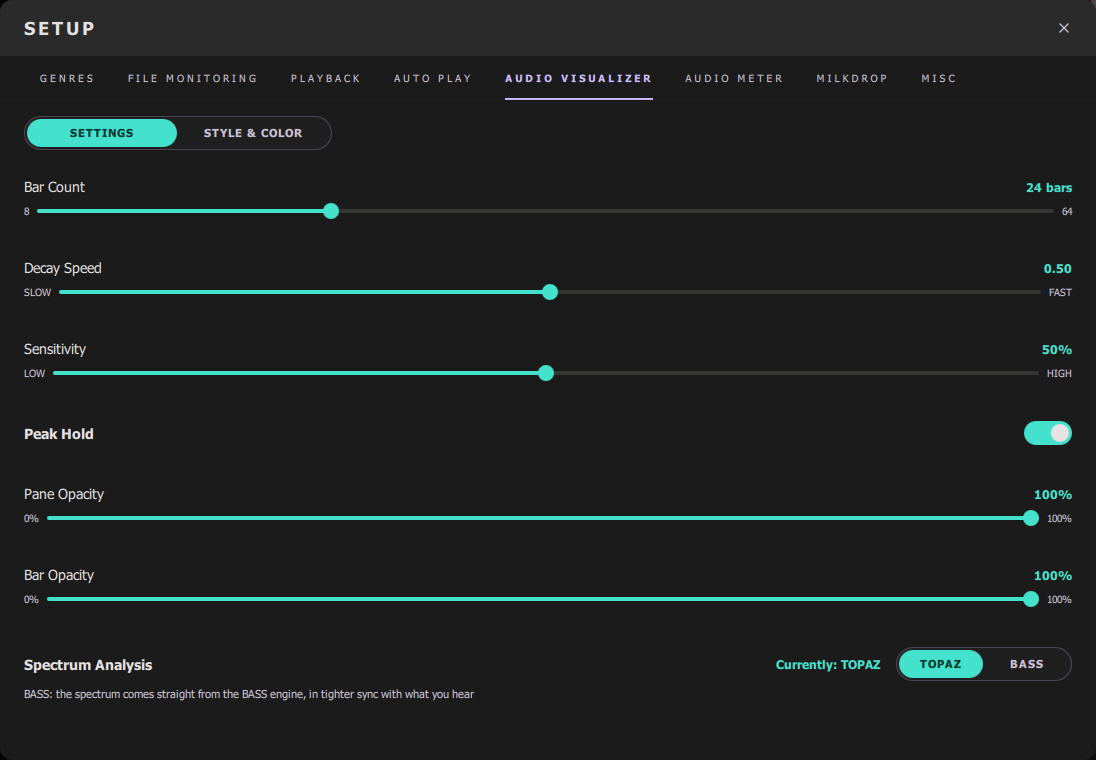 SETUP ×
GENRES FILE MONITORING PLAYBACK AUTO PLAY AUDIO VISUALIZER AUDIO METER MILKDROP MISC
SETTINGS STYLE & COLOR
Bar Count 24 bars
8 64
Decay Speed 0.50
SLOW FAST
Sensitivity 50%
LOW HIGH
Peak Hold
Pane Opacity 100%
0% 100%
Bar Opacity 100%
0% 100%
Spectrum Analysis Currently: TOPAZ TOPAZ BASS
BASS: the spectrum comes straight from the BASS engine, in tighter sync with what you hear